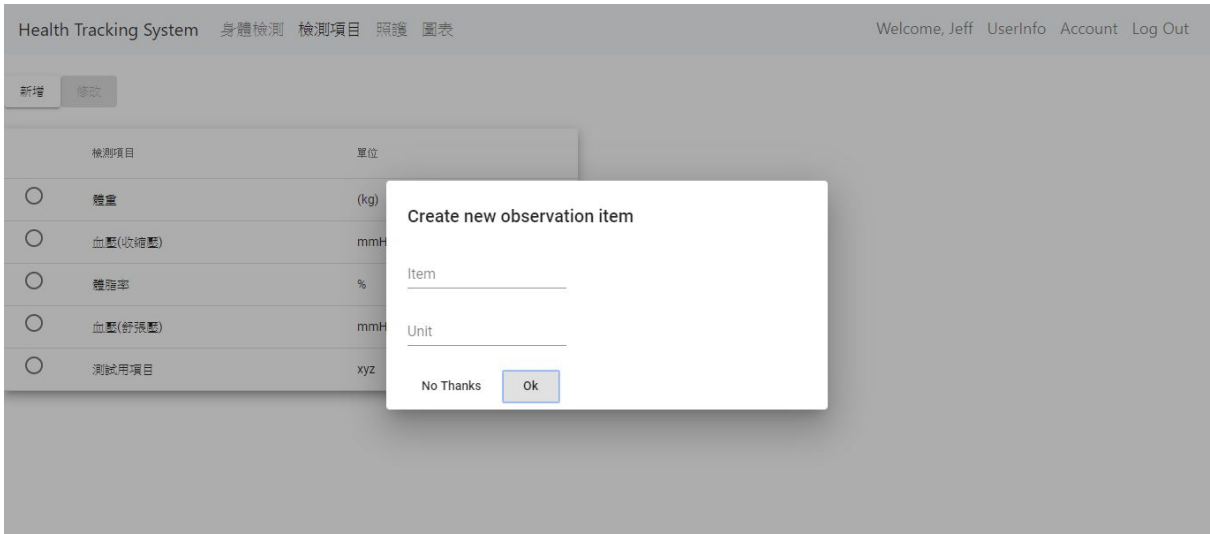 Health Tracking System 身體檢測 檢測項目 照護 圖表 Welcome, Jeff UserInfo Account Log Out
新增 修改
檢測項目 單位
體重 (kg)
血壓(收縮壓) mmH
體脂率 %
血壓(舒張壓) mmH
測試用項目 xyz
Create new observation item
Item
Unit
No Thanks Ok